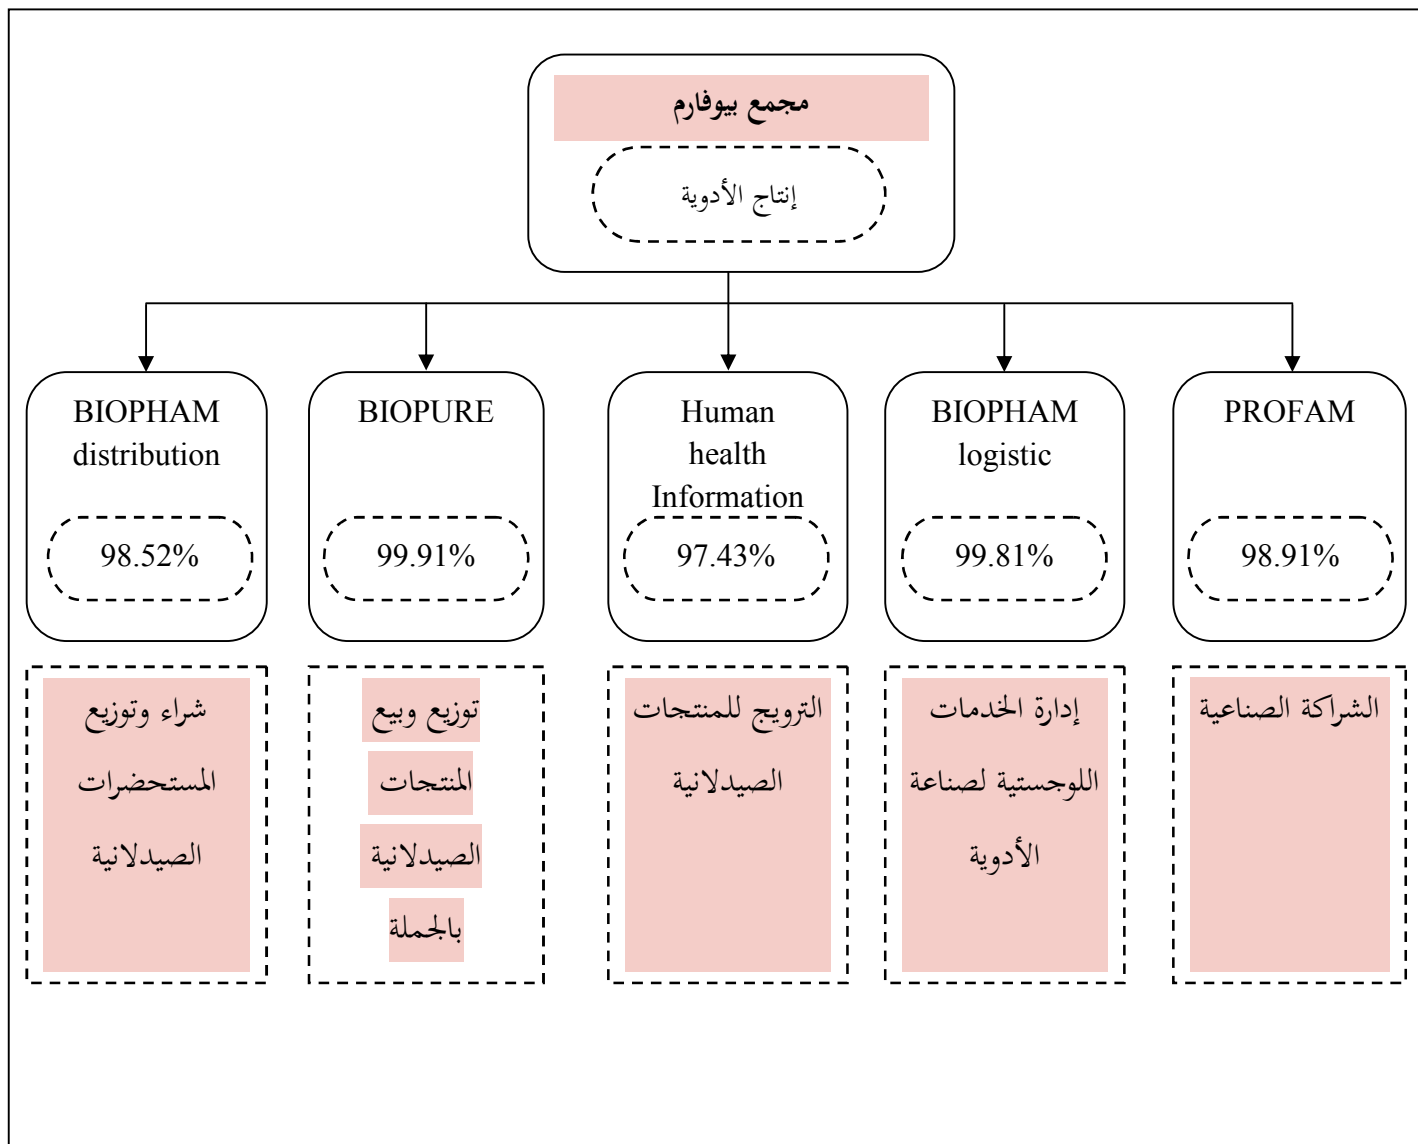 مجمع بيوفارم
إنتاج الأدوية
BIOPHAM
distribution
98.52%
BIOPURE
99.91%
Human
health
Information
97.43%
BIOPHAM
logistic
99.81%
PROFAM
98.91%
شراء وتوزيع
المستحضرات
الصيدلانية
توزيع وبيع
المنتجات
الصيدلانية
بالجملة
الترويج للمنتجات
الصيدلانية
إدارة الخدمات
اللوجستية لصناعة
الأدوية
الشراكة الصناعية